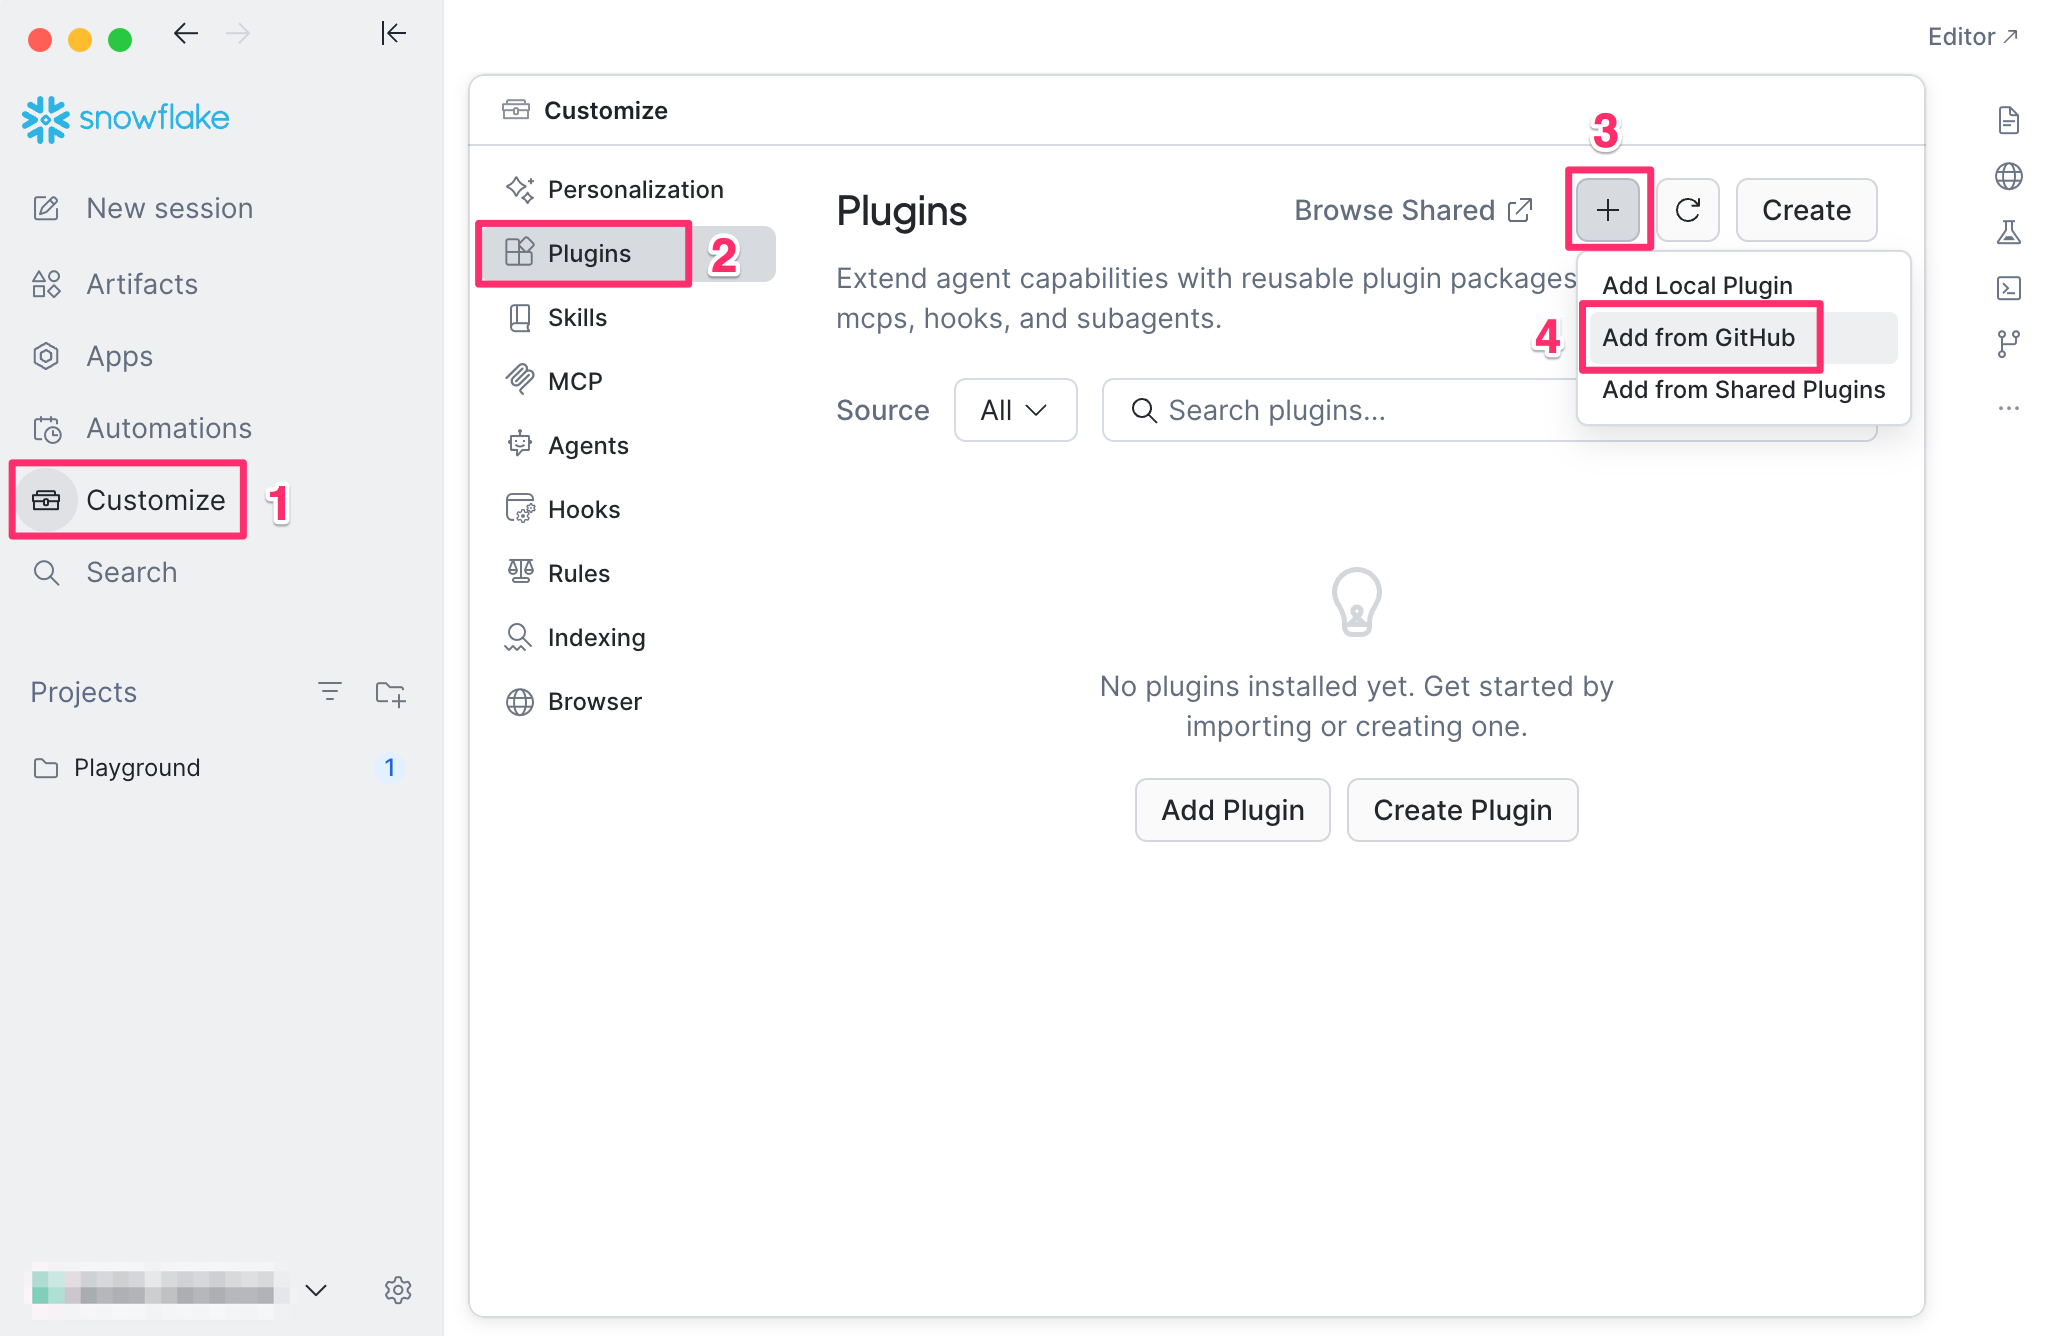 Editor
snowflake
New session
Artifacts
Apps
Automations
Customize
1
Search
Projects
Playground
1
Customize
Personalization
Plugins
2
Skills
MCP
Agents
Hooks
Rules
Indexing
Browser
3
Plugins
Browse Shared
Create
Extend agent capabilities with reusable plugin packages
mcps, hooks, and subagents.
Add Local Plugin
4
Add from GitHub
Add from Shared Plugins
Source
All
Search plugins...
No plugins installed yet. Get started by
importing or creating one.
Add Plugin
Create Plugin